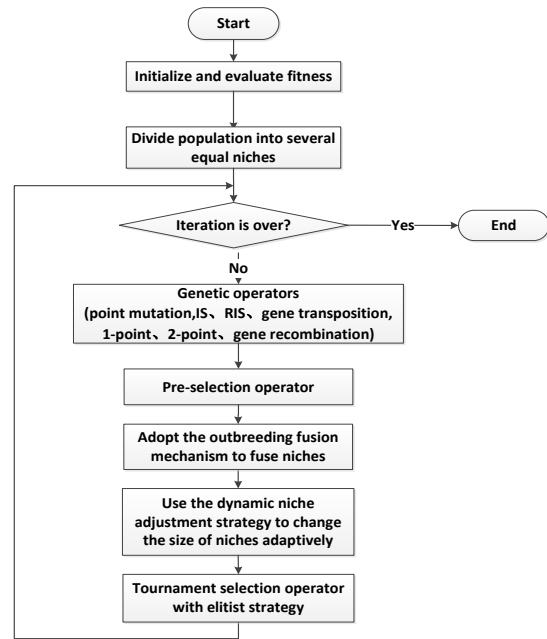 Start
Initialize and evaluate fitness
Divide population into several
equal niches
Iteration is over?
Yes
End
No
Genetic operators
(point mutation,IS、RIS、gene transposition,
1-point、2-point、gene recombination)
Pre-selection operator
Adopt the outbreeding fusion
mechanism to fuse niches
Use the dynamic niche
adjustment strategy to change
the size of niches adaptively
Tournament selection operator
with elitist strategy